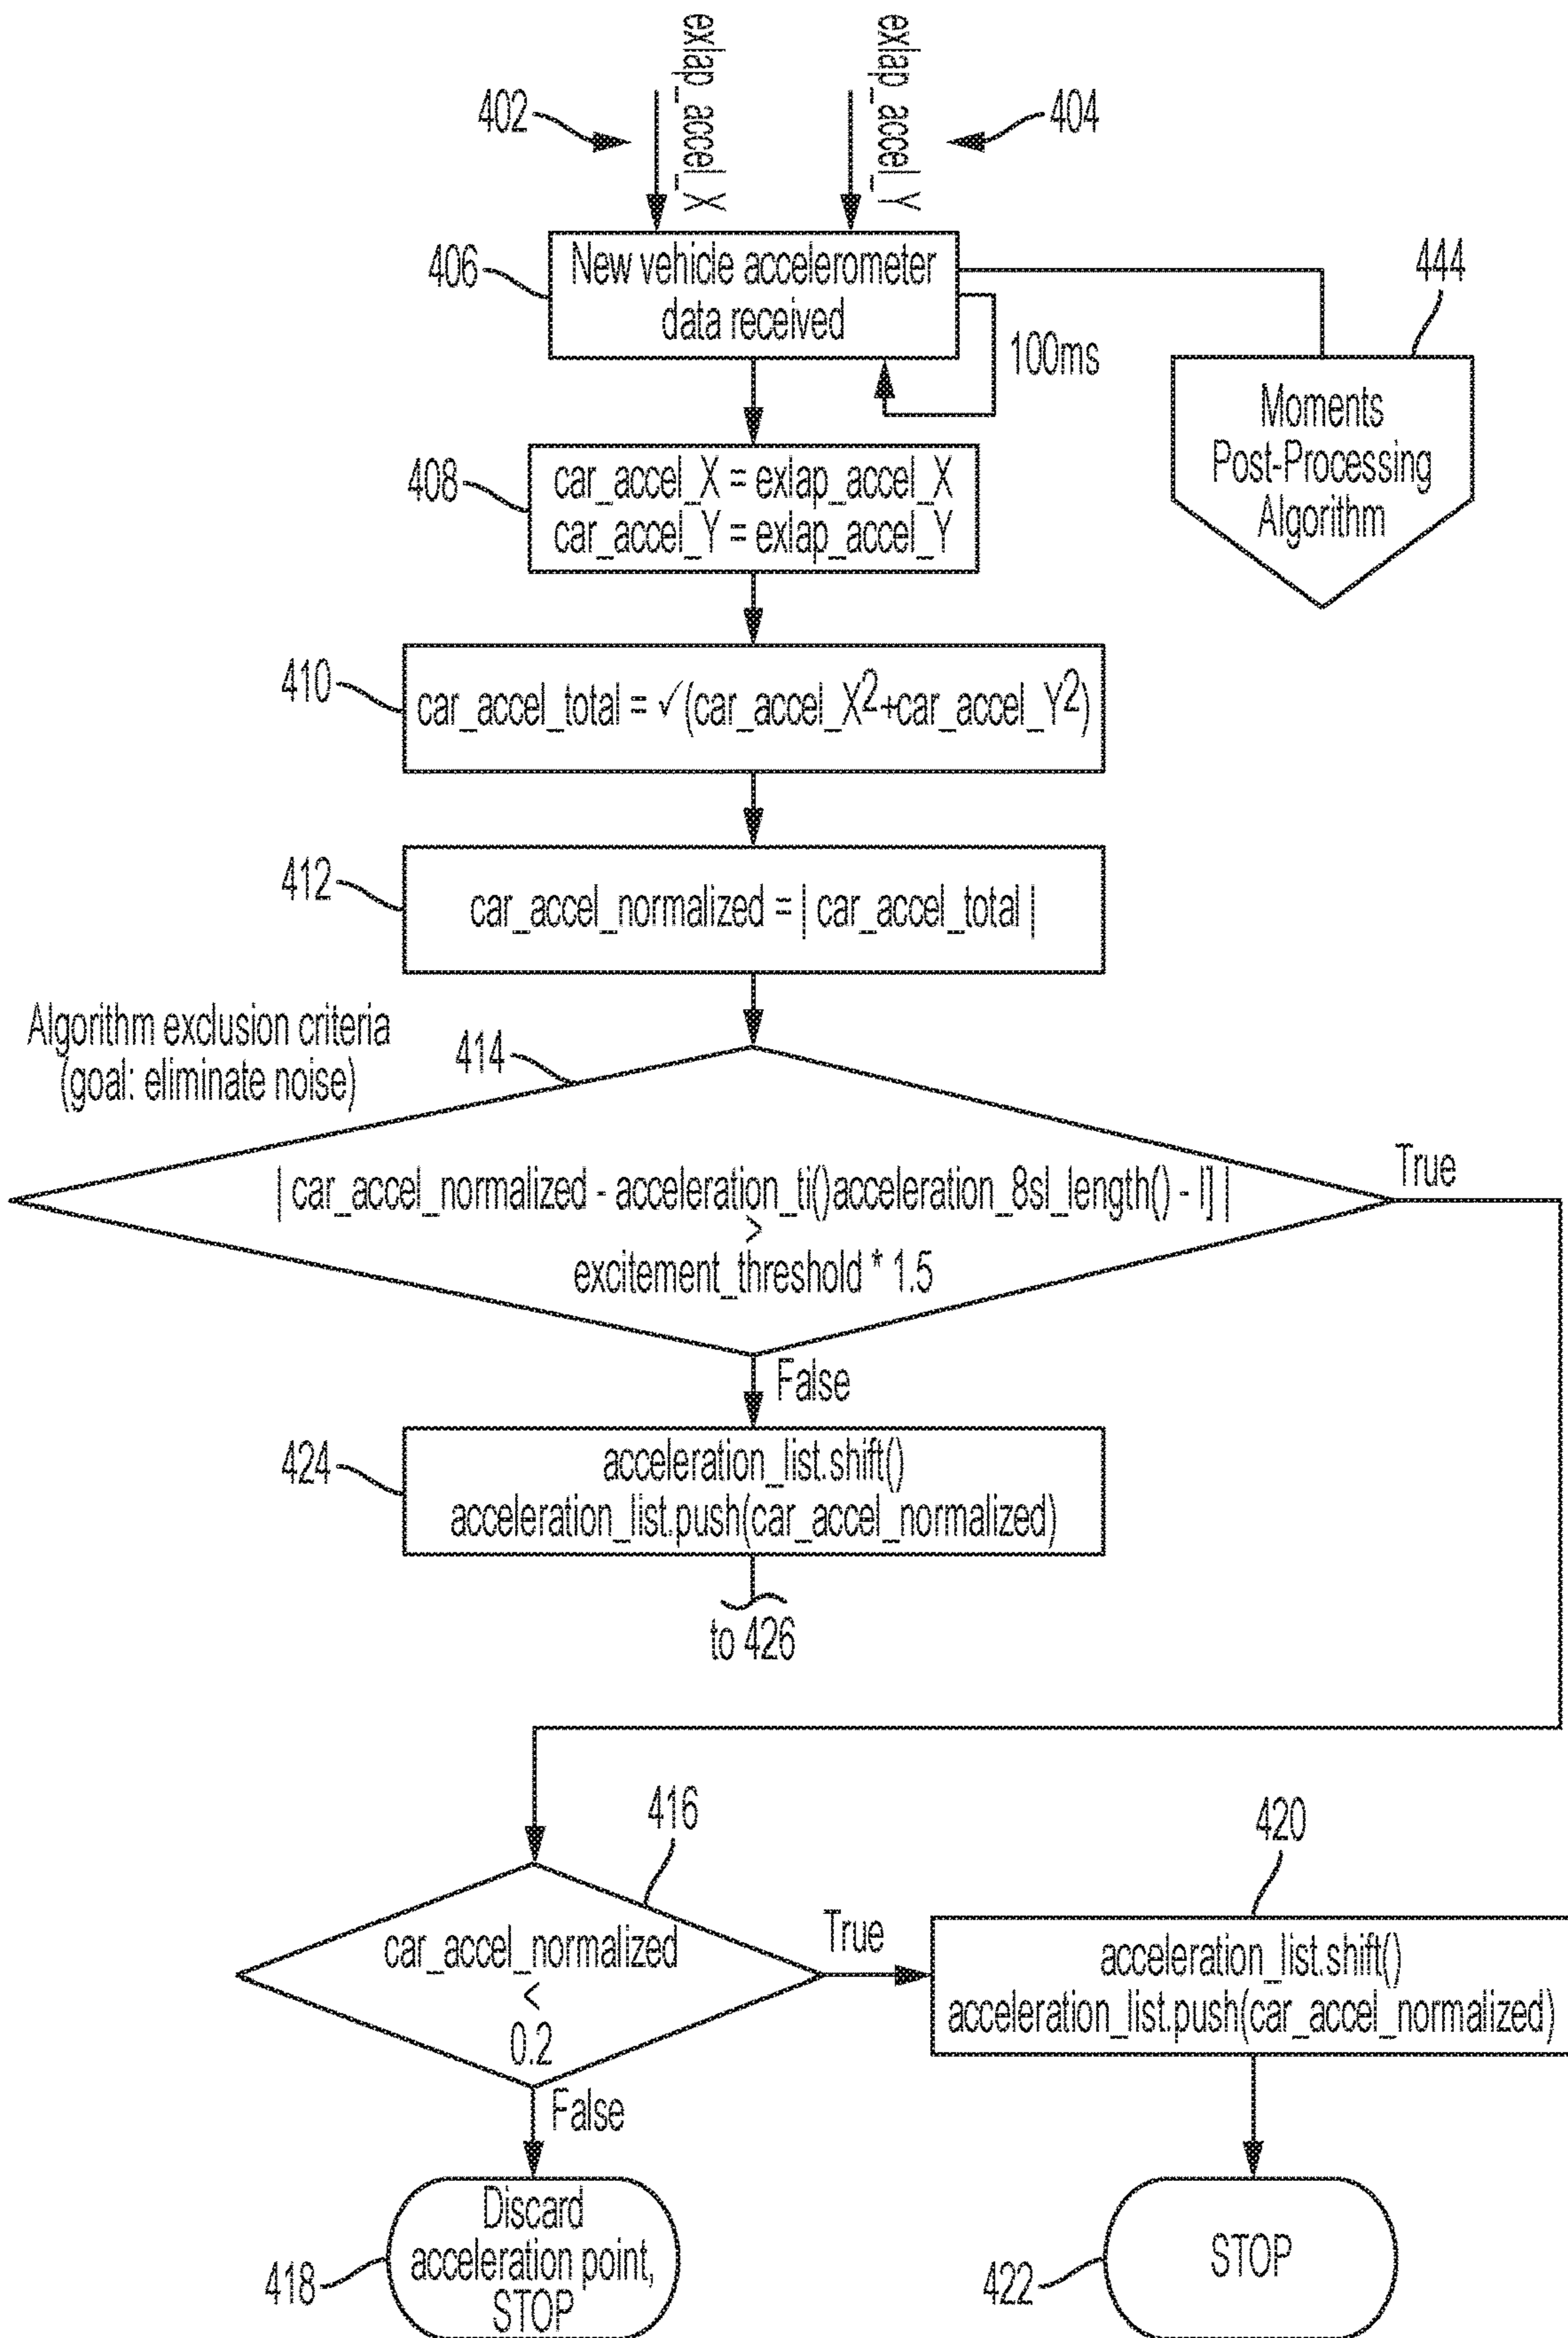 exlap_accel_X
exlap_accel_Y
402
404
406
New vehicle accelerometer
data received
100ms
444
Moments
Post-Processing
Algorithm
408
car_accel_X = exlap_accel_X
car_accel_Y = exlap_accel_Y
410
car_accel_total = ✓(car_accel_X²+car_accel_Y²)
412
car_accel_normalized = | car_accel_total |
Algorithm exclusion criteria
(goal: eliminate noise)
414
| car_accel_normalized - acceleration_ti()acceleration_8sl_length() - l] |
>
excitement_threshold * 1.5
True
False
424
acceleration_list.shift()
acceleration_list.push(car_accel_normalized)
to 426
416
car_accel_normalized
<
0.2
True
False
420
acceleration_list.shift()
acceleration_list.push(car_accel_normalized)
418
Discard
acceleration point,
STOP
422
STOP